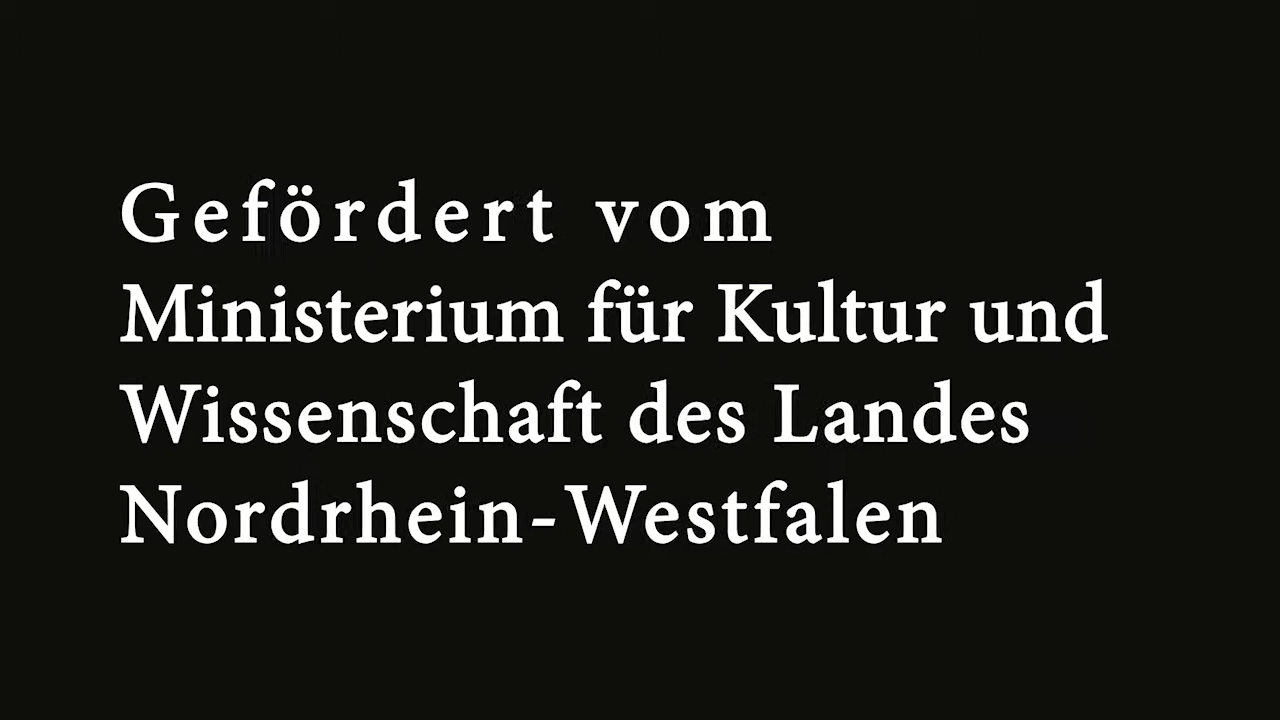 Gefördert vom
Ministerium für Kultur und
Wissenschaft des Landes
Nordrhein-Westfalen